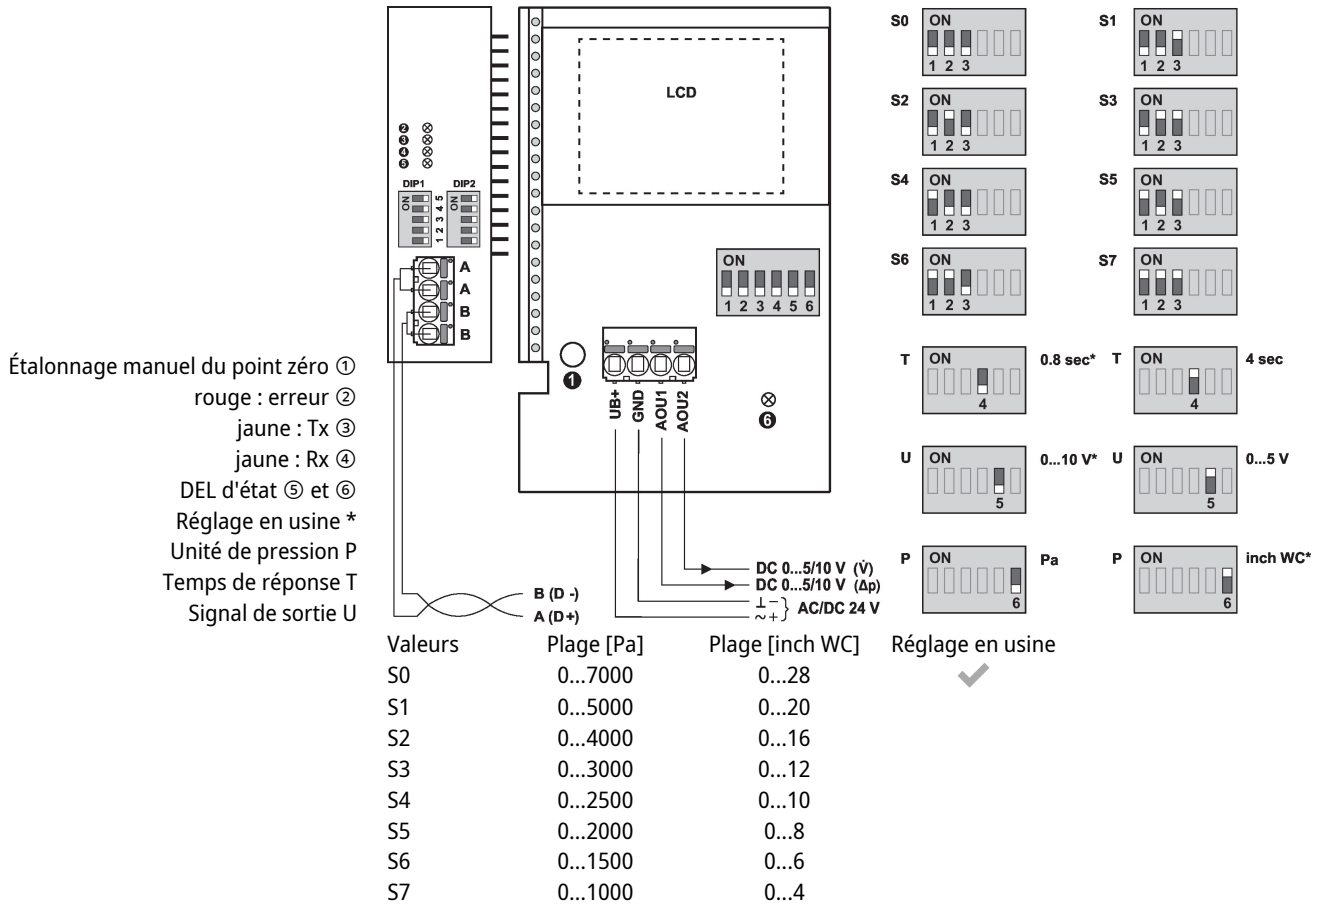 S0 ON 1 2 3
S1 ON 1 2 3
LCD
S2 ON 1 2 3
S3 ON 1 2 3
❷
❸
❹
❺
S4 ON 1 2 3
S5 ON 1 2 3
DIP1 DIP2
ON 1 2 3 4 5 ON
S6 ON 1 2 3
S7 ON 1 2 3
ON
1 2 3 4 5 6
A
A
B
B
Étalonnage manuel du point zéro ①
rouge : erreur ②
jaune : Tx ③
jaune : Rx ④
DEL d'état ⑤ et ⑥
Réglage en usine *
Unité de pression P
Temps de réponse T
Signal de sortie U
❶
UB+ GND AOU1 AOU2
❻
T ON 4 0.8 sec*
T ON 4 4 sec
U ON 5 0...10 V*
U ON 5 0...5 V
P ON 6 Pa
P ON 6 inch WC*
DC 0...5/10 V (V̇)
DC 0...5/10 V (Δp)
B (D -)
A (D+)
⊥ −
~ +
} AC/DC 24 V
Valeurs Plage [Pa] Plage [inch WC] Réglage en usine
S0 0...7000 0...28 ✔
S1 0...5000 0...20
S2 0...4000 0...16
S3 0...3000 0...12
S4 0...2500 0...10
S5 0...2000 0...8
S6 0...1500 0...6
S7 0...1000 0...4